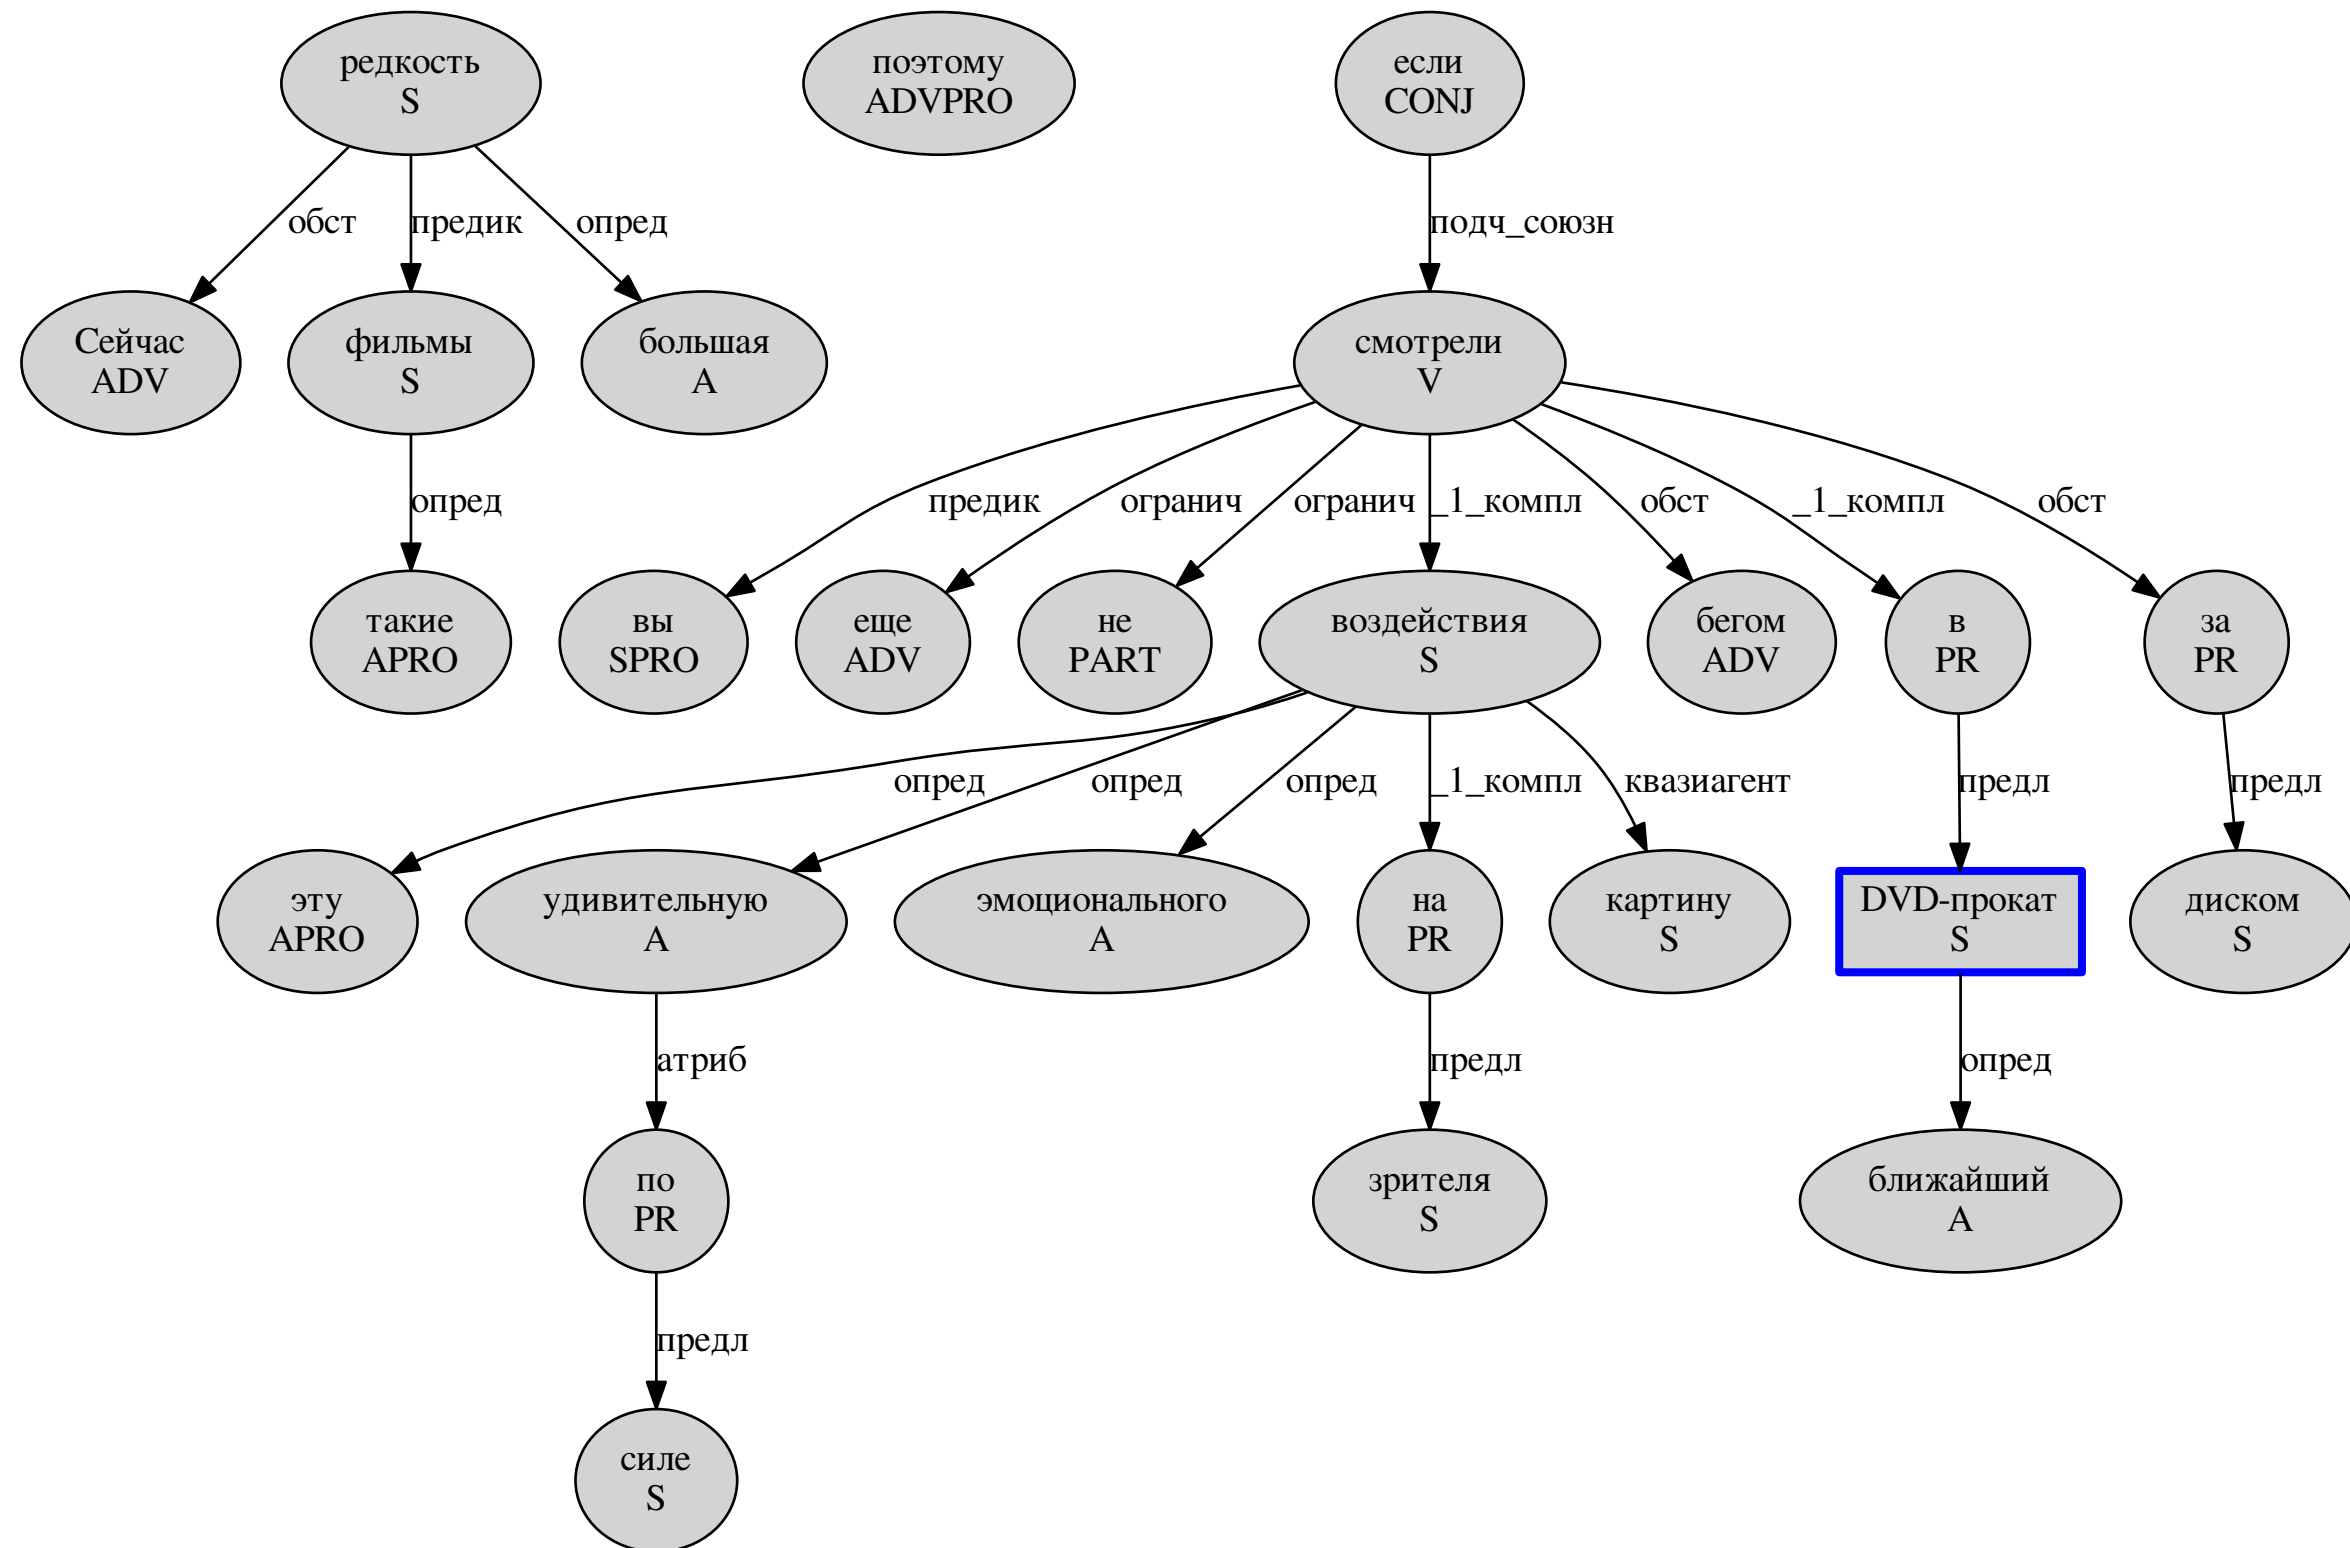 редкость
S
поэтому
ADVPRO
если
CONJ
обст
предик
опред
подч_союзн
Сейчас
ADV
фильмы
S
большая
A
смотрели
V
опред
предик
огранич
огранич
_1_компл
обст
_1_компл
обст
такие
APRO
вы
SPRO
еще
ADV
не
PART
воздействия
S
бегом
ADV
в
PR
за
PR
опред
опред
опред
_1_компл
квазиагент
предл
предл
эту
APRO
удивительную
A
эмоционального
A
на
PR
картину
S
DVD-прокат
S
диском
S
атриб
предл
опред
по
PR
зрителя
S
ближайший
A
предл
силе
S